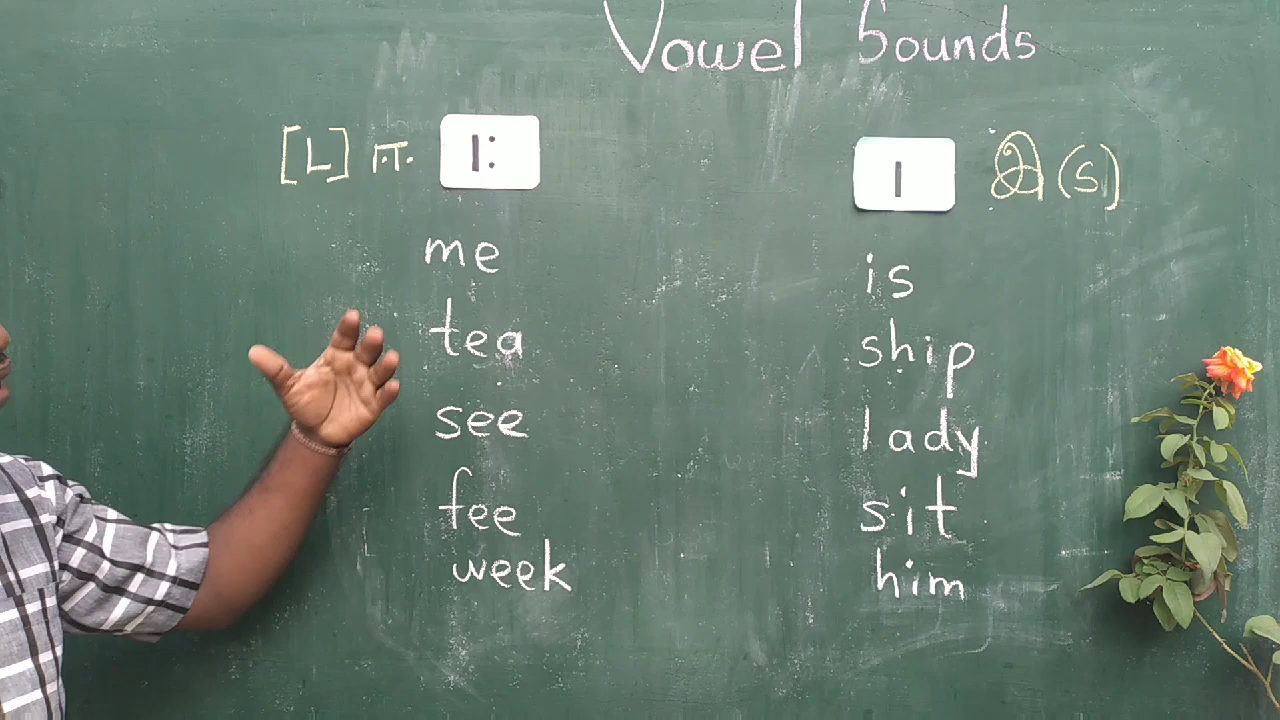 Vowel Sounds
[L] ஈ I:
I இ (S)
me
tea
see
fee
week
is
ship
lady
sit
him